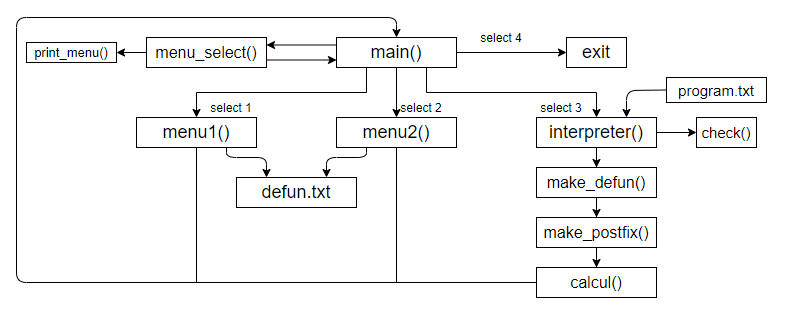 select 4
print_menu()
menu_select()
main()
exit
program.txt
select 1
select 2
select 3
menu1()
menu2()
interpreter()
check()
defun.txt
make_defun()
make_postfix()
calcul()